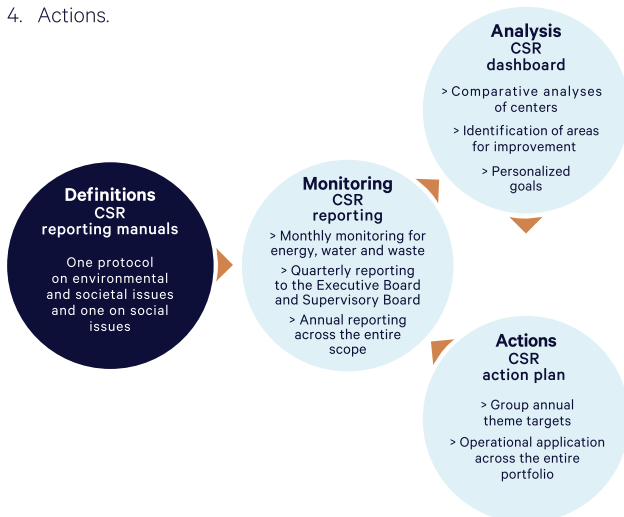 4. Actions.
Definitions
CSR
reporting manuals
One protocol
on environmental
and societal issues
and one on social
issues
Monitoring
CSR
reporting
> Monthly monitoring for
energy, water and waste
> Quarterly reporting
to the Executive Board
and Supervisory Board
> Annual reporting
across the entire
scope
Analysis
CSR
dashboard
> Comparative analyses
of centers
> Identification of areas
for improvement
> Personalized
goals
Actions
CSR
action plan
> Group annual
theme targets
> Operational application
across the entire
portfolio